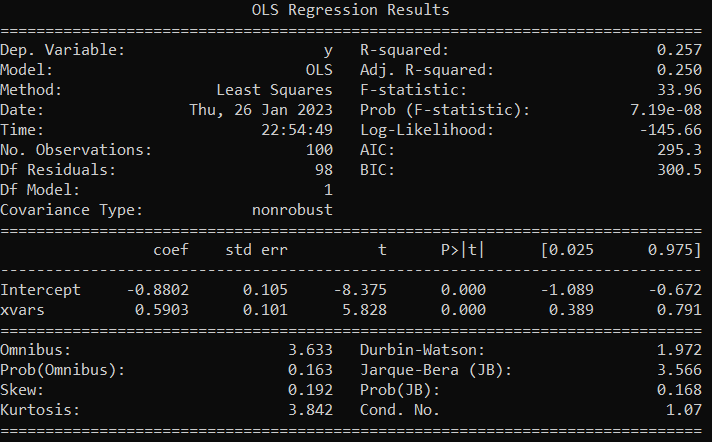 OLS Regression Results
==============================================================================
Dep. Variable:                      y   R-squared:                       0.257
Model:                            OLS   Adj. R-squared:                  0.250
Method:                 Least Squares   F-statistic:                     33.96
Date:                Thu, 26 Jan 2023   Prob (F-statistic):           7.19e-08
Time:                        22:54:49   Log-Likelihood:                -145.66
No. Observations:                 100   AIC:                             295.3
Df Residuals:                      98   BIC:                             300.5
Df Model:                           1
Covariance Type:            nonrobust
==============================================================================
                 coef    std err          t      P>|t|      [0.025      0.975]
------------------------------------------------------------------------------
Intercept     -0.8802      0.105     -8.375      0.000      -1.089      -0.672
xvars          0.5903      0.101      5.828      0.000       0.389       0.791
==============================================================================
Omnibus:                        3.633   Durbin-Watson:                   1.972
Prob(Omnibus):                  0.163   Jarque-Bera (JB):                3.566
Skew:                           0.192   Prob(JB):                        0.168
Kurtosis:                       3.842   Cond. No.                         1.07
==============================================================================